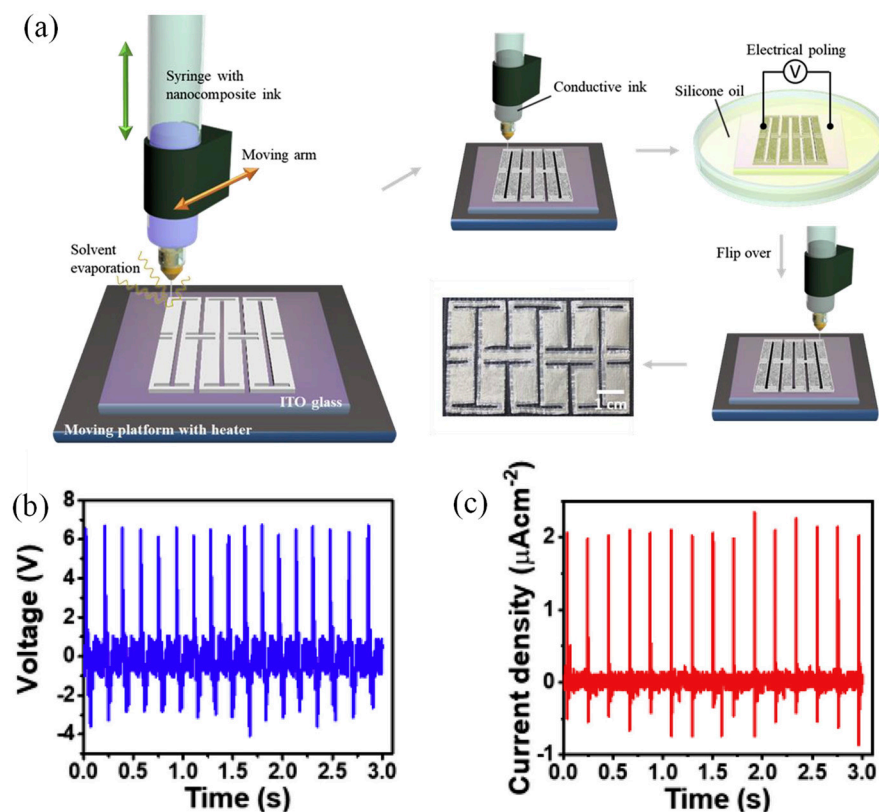 (a)
Syringe with
nanocomposite ink
Moving arm
Solvent
evaporation
ITO glass
Moving platform with heater
Conductive ink
Electrical poling
V
Silicone oil
Flip over
1 cm
(b)
Voltage (V)
8
6
4
2
0
-2
-4
0.0 0.5 1.0 1.5 2.0 2.5 3.0
Time (s)
(c)
Current density (μAcm⁻²)
2
1
0
-1
0.0 0.5 1.0 1.5 2.0 2.5 3.0
Time (s)